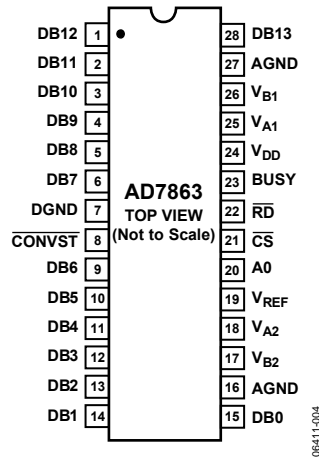 DB12 1 28 DB13
DB11 2 27 AGND
DB10 3 26 VB1
DB9 4 25 VA1
DB8 5 24 VDD
DB7 6 23 BUSY
DGND 7 22 RD
CONVST 8 21 CS
DB6 9 20 A0
DB5 10 19 VREF
DB4 11 18 VA2
DB3 12 17 VB2
DB2 13 16 AGND
DB1 14 15 DB0
AD7863
TOP VIEW
(Not to Scale)
06411-004